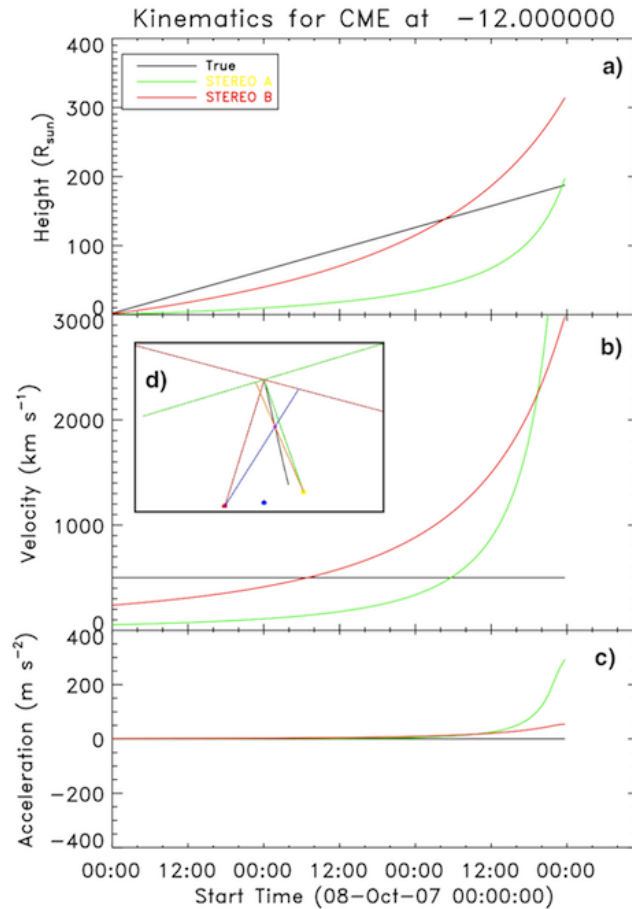 Kinematics for CME at -12.000000
400
300
200
100
0
Height (R_sun)
True
STEREO A
STEREO B
a)
3000
2000
1000
0
Velocity (km s⁻¹)
b)
d)
400
200
0
-200
-400
Acceleration (m s⁻²)
c)
00:00 12:00 00:00 12:00 00:00 12:00 00:00
Start Time (08-Oct-07 00:00:00)